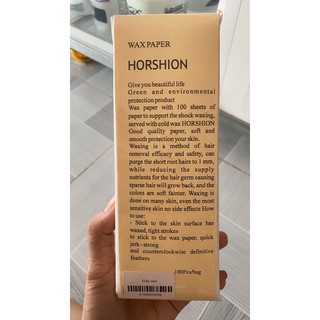 WAX PAPER
HORSHION
Give you beautiful life
Green and environmental
protection product
Wax paper with 100 sheets of
paper to support the shock waxing,
served with cold wax HORSHION
Good quality paper, soft and
smooth protection your skin.
Waxing is a method of hair
removal efficacy and safety, can
purge the short root hairs to 1 mm,
while reducing the supply
nutrients for the hair germ causing
sparse hair will grow back, and the
colors are soft fainter. Waxing is
done on many skin, even the most
sensitive skin no side effects How
to use:
- Stick to the skin surface has
waxed, tight strokes
to stick to the wax paper, quick
jerk - strong
and counterclockwise definitive
feathers
100Pcs/bag